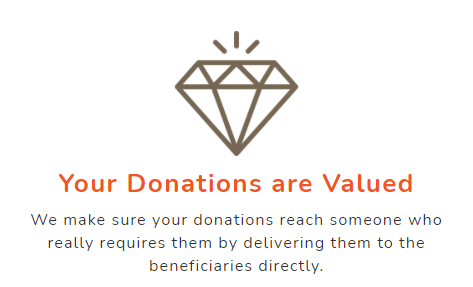 Your Donations are Valued
We make sure your donations reach someone who
really requires them by delivering them to the
beneficiaries directly.